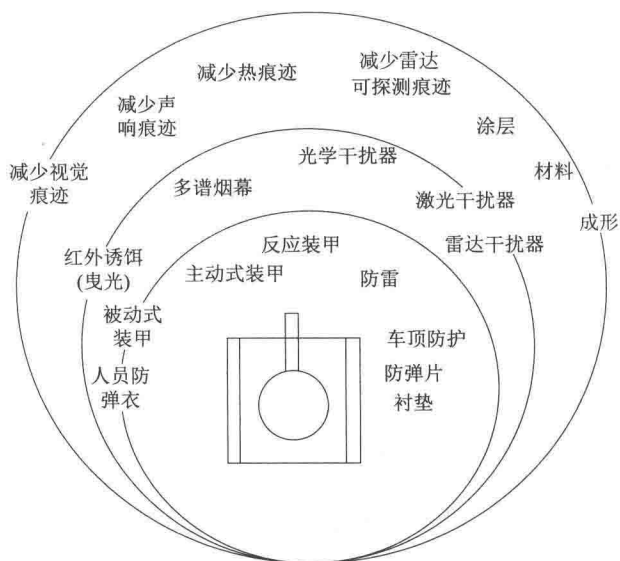 减少热痕迹
减少雷达
可探测痕迹
减少声
响痕迹
涂层
减少视觉
痕迹
材料
成形
光学干扰器
多谱烟幕
激光干扰器
雷达干扰器
红外诱饵
(曳光)
反应装甲
主动式装甲
防雷
被动式
装甲
车顶防护
人员防
弹衣
防弹片
衬垫